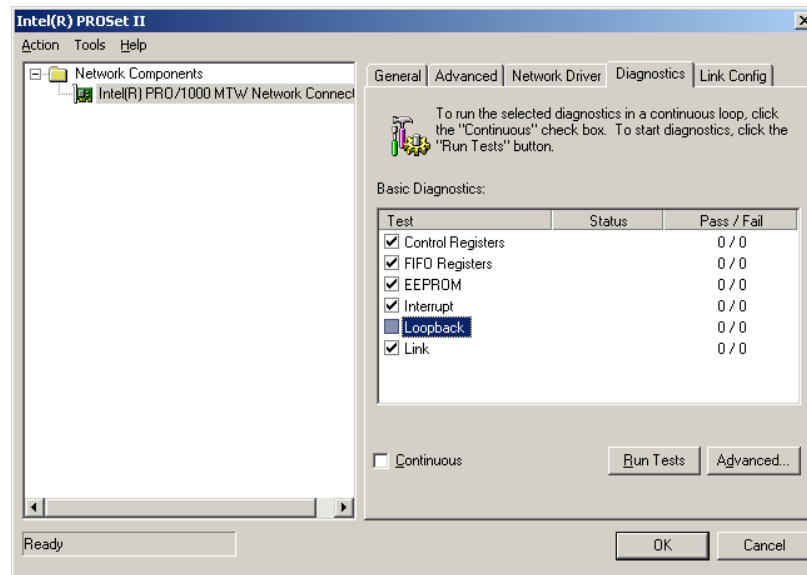 Intel(R) PROSet II
Action Tools Help
Network Components
Intel(R) PRO/1000 MTW Network Connect
General Advanced Network Driver Diagnostics Link Config
To run the selected diagnostics in a continuous loop, click
the "Continuous" check box. To start diagnostics, click the
"Run Tests" button.
Basic Diagnostics:
Test Status Pass / Fail
Control Registers 0 / 0
FIFO Registers 0 / 0
EEPROM 0 / 0
Interrupt 0 / 0
Loopback 0 / 0
Link 0 / 0
Continuous Run Tests Advanced...
Ready OK Cancel